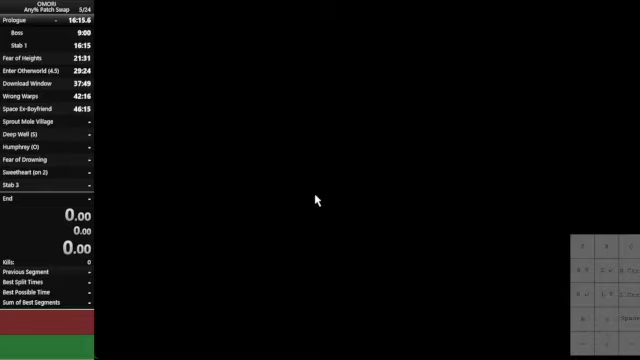 OMORI
Any% Patch Swap 5/24
Prologue - 16:15.6
Boss 9:00
Stab 1 16:15
Fear of Heights 21:31
Enter Otherworld (4.5) 29:24
Download Window 37:49
Wrong Warps 42:16
Space Ex-Boyfriend 46:15
Sprout Mole Village -
Deep Well (S) -
Humphrey (O) -
Fear of Drowning -
Sweetheart (on 2) -
Stab 3 -
End -
0.00
0.00
0.00
Kills: 0
Previous Segment -
Best Split Times -
Best Possible Time -
Sum of Best Segments -
Space